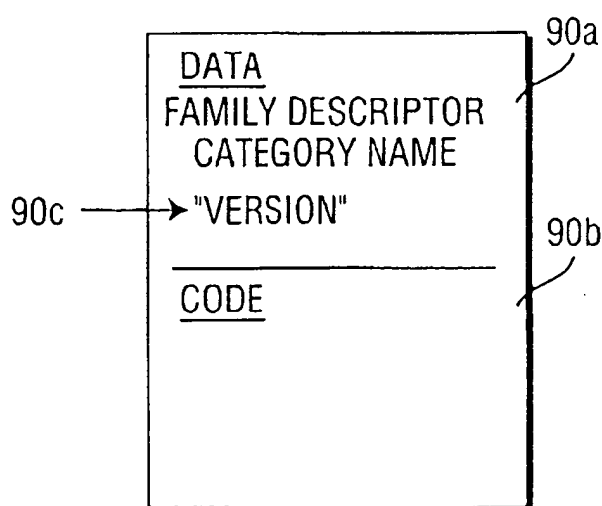 90a
DATA
FAMILY DESCRIPTOR
CATEGORY NAME
90c
"VERSION"
90b
CODE